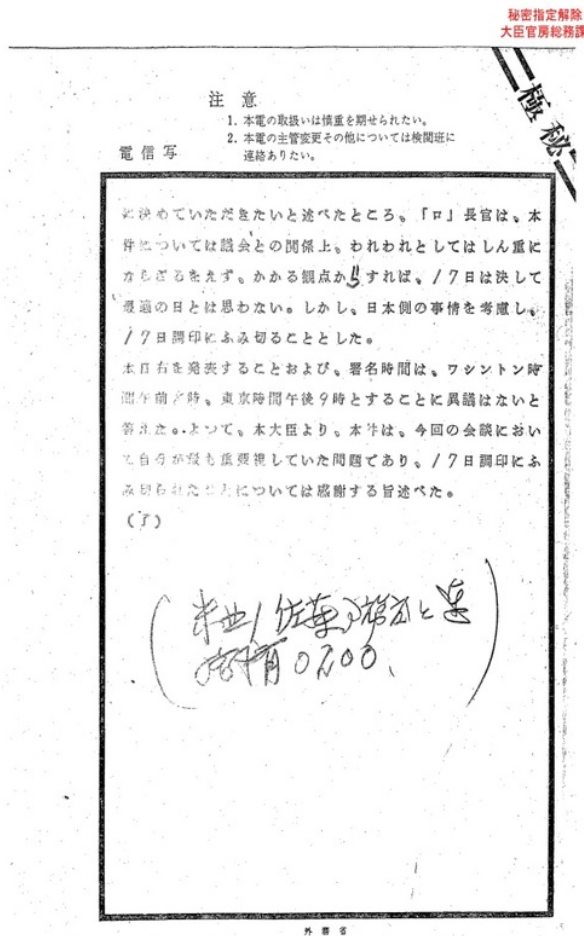 秘密指定解除
大臣官房総務課
極秘
注意
1. 本電の取扱いは慎重を期せられたい。
2. 本電の主管変更その他については検閲班に
連絡ありたい。
電信写
に決めていただきたいと述べたところ、「ロ」長官は、本
件については議会との関係上、われわれとしてはしん重に
ならざるをえず、かかる観点からすれば、17日は決して
最適の日とは思わない。しかし、日本側の事情を考慮し、
17日調印にふみ切ることとした。
本日右を発表することおよび、署名時間は、ワシントン時
間午前8時、東京時間午後9時とすることに異議はないと
答えた。よって、本大臣より、本件は、今回の会談におい
て自分が最も重要視していた問題であり、17日調印にふ
み切られたことについては感謝する旨述べた。
(了)
外務省